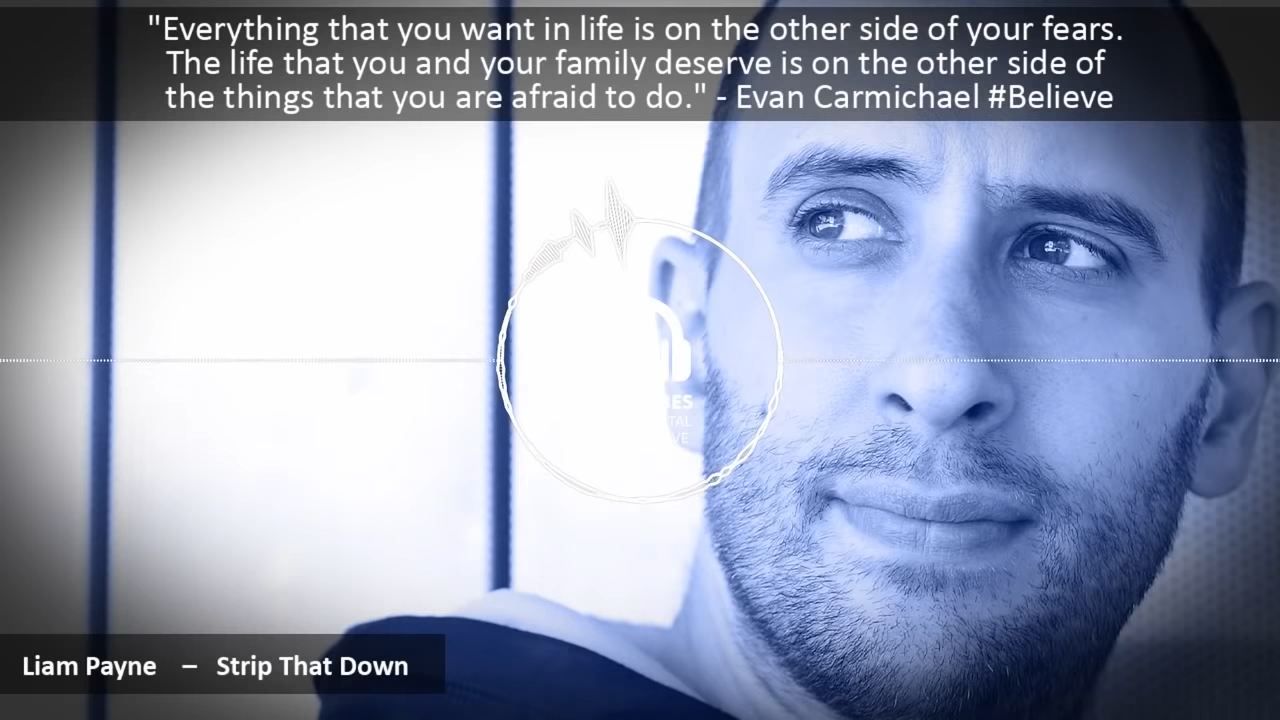 "Everything that you want in life is on the other side of your fears.
The life that you and your family deserve is on the other side of
the things that you are afraid to do." - Evan Carmichael #Believe
Liam Payne – Strip That Down